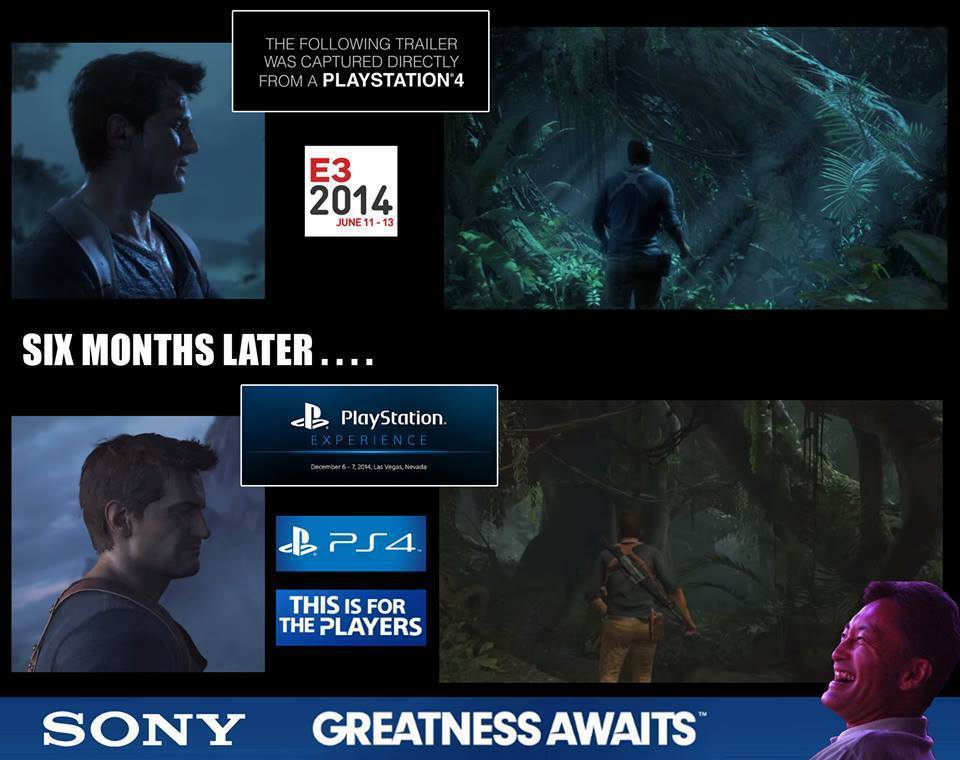 THE FOLLOWING TRAILER
WAS CAPTURED DIRECTLY
FROM A PLAYSTATION®4
E3
2014
JUNE 11 - 13
SIX MONTHS LATER . . . .
PlayStation®
EXPERIENCE
December 6 - 7, 2014, Las Vegas, Nevada
PS4™
THIS IS FOR
THE PLAYERS
SONY
GREATNESS AWAITS™